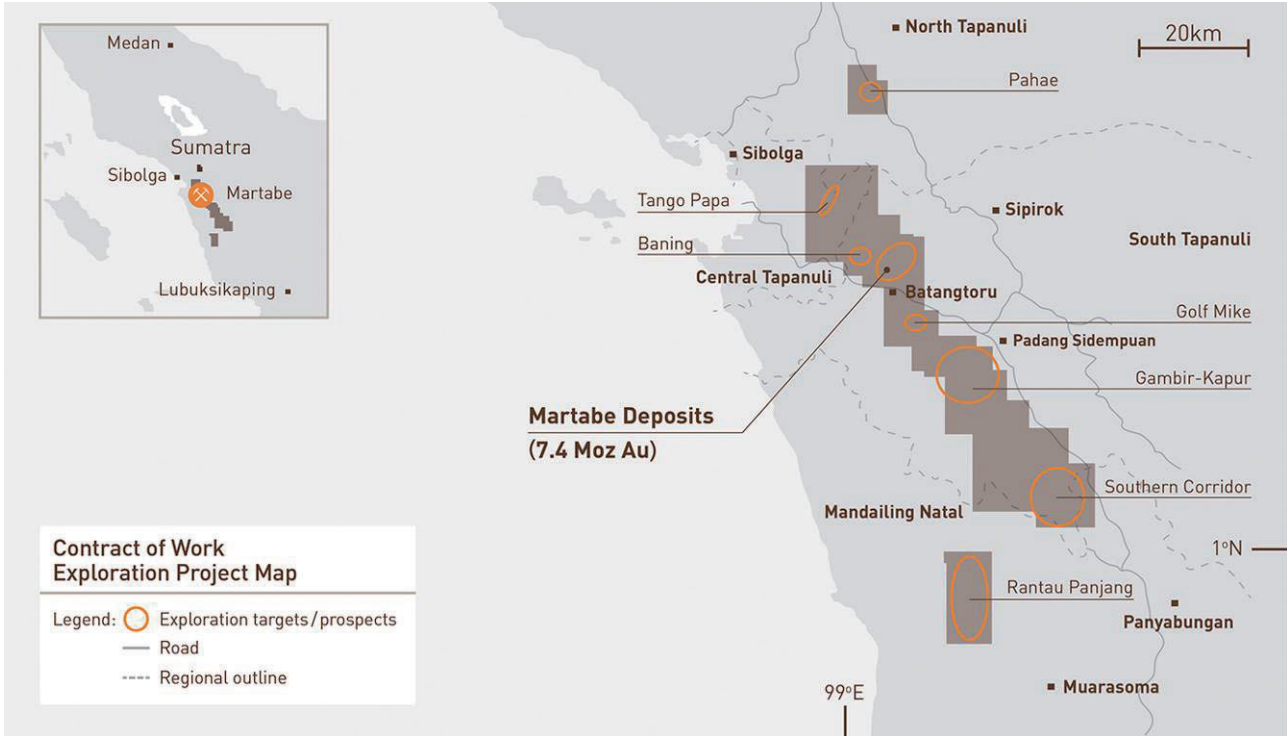 Medan
Sumatra
Sibolga
Martabe
Lubuksikaping
North Tapanuli
20km
Pahae
Sibolga
Tango Papa
Sipirok
Baning
South Tapanuli
Central Tapanuli
Batangtoru
Golf Mike
Padang Sidempuan
Gambir-Kapur
Martabe Deposits
(7.4 Moz Au)
Southern Corridor
Mandailing Natal
1°N
Rantau Panjang
Panyabungan
99°E
Muarasoma
Contract of Work
Exploration Project Map
Legend: Exploration targets/prospects
Road
Regional outline